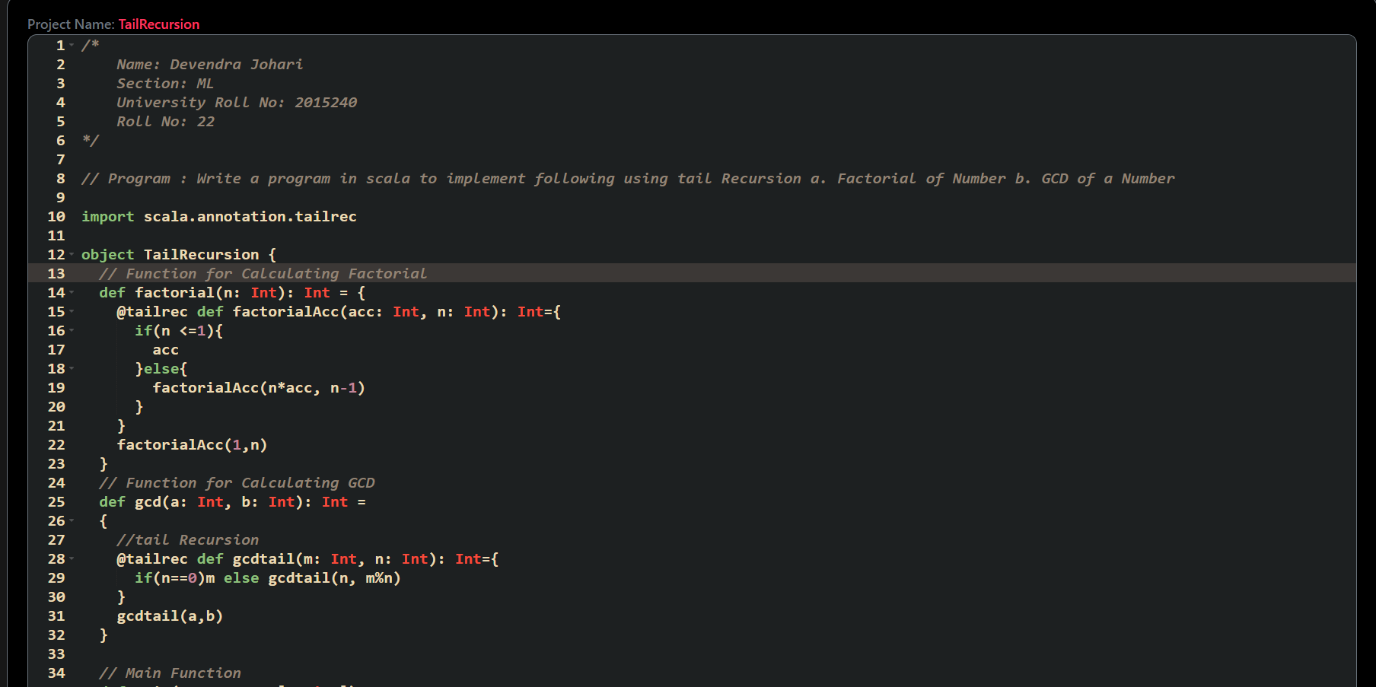 Project Name: TailRecursion
1 /*
2 Name: Devendra Johari
3 Section: ML
4 University Roll No: 2015240
5 Roll No: 22
6 */
7
8 // Program : Write a program in scala to implement following using tail Recursion a. Factorial of Number b. GCD of a Number
9
10 import scala.annotation.tailrec
11
12 object TailRecursion {
13 // Function for Calculating Factorial
14 def factorial(n: Int): Int = {
15 @tailrec def factorialAcc(acc: Int, n: Int): Int={
16 if(n <=1){
17 acc
18 }else{
19 factorialAcc(n*acc, n-1)
20 }
21 }
22 factorialAcc(1,n)
23 }
24 // Function for Calculating GCD
25 def gcd(a: Int, b: Int): Int =
26 {
27 //tail Recursion
28 @tailrec def gcdtail(m: Int, n: Int): Int={
29 if(n==0)m else gcdtail(n, m%n)
30 }
31 gcdtail(a,b)
32 }
33
34 // Main Function